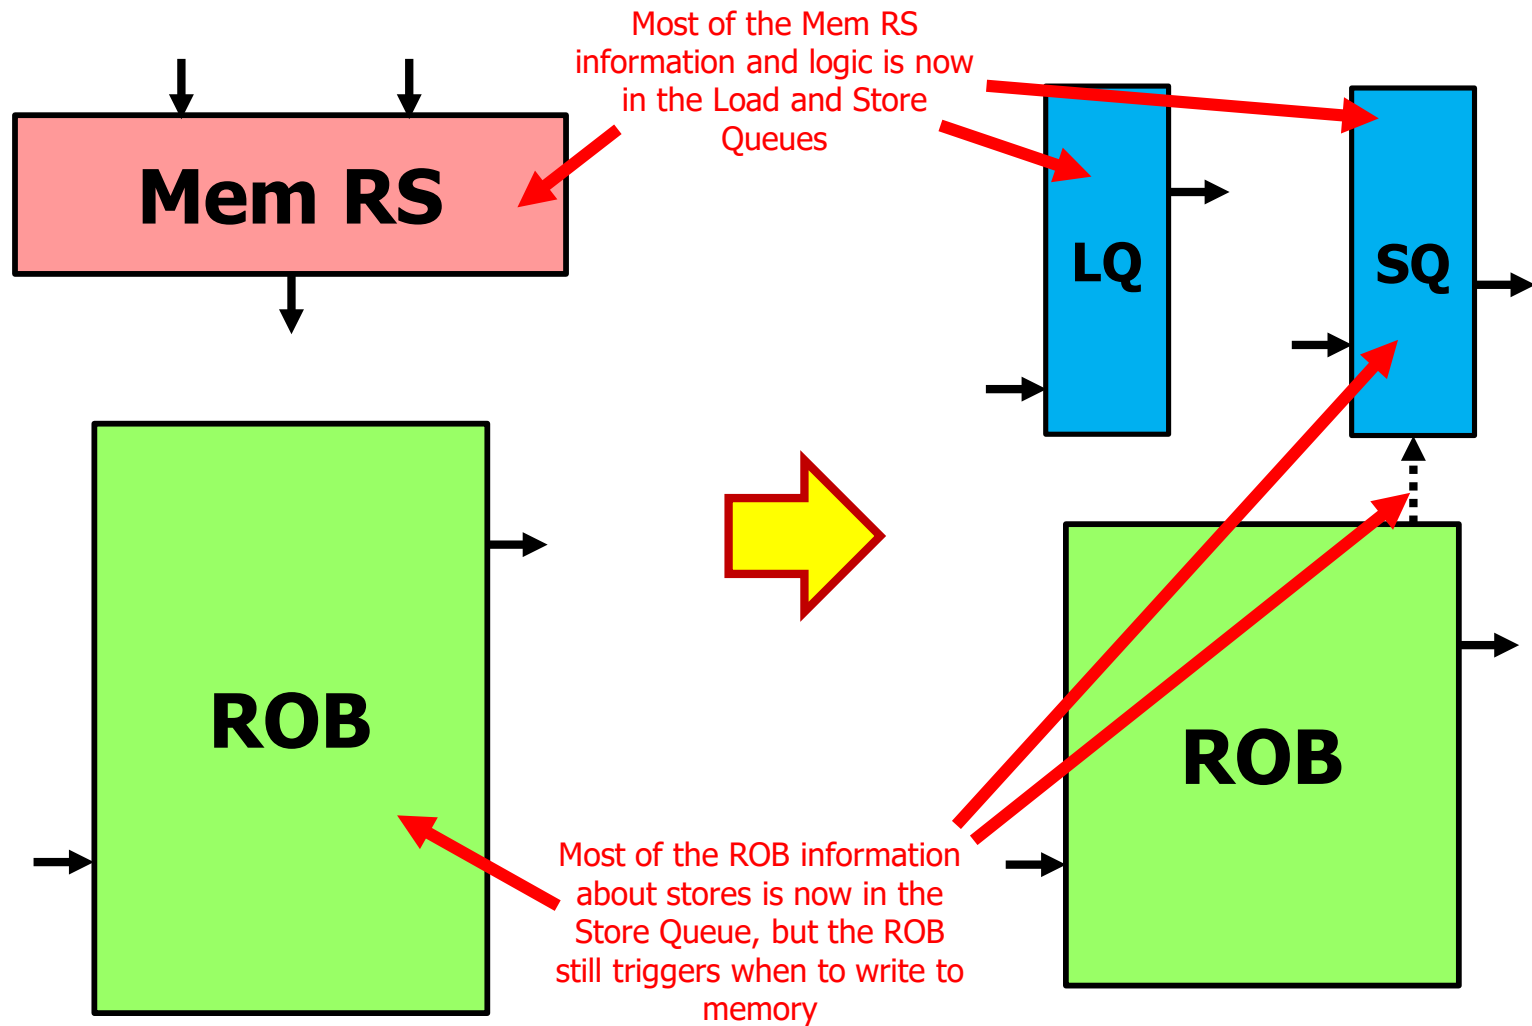 Most of the Mem RS
information and logic is now
in the Load and Store
Queues
Mem RS
LQ
SQ
ROB
ROB
Most of the ROB information
about stores is now in the
Store Queue, but the ROB
still triggers when to write to
memory